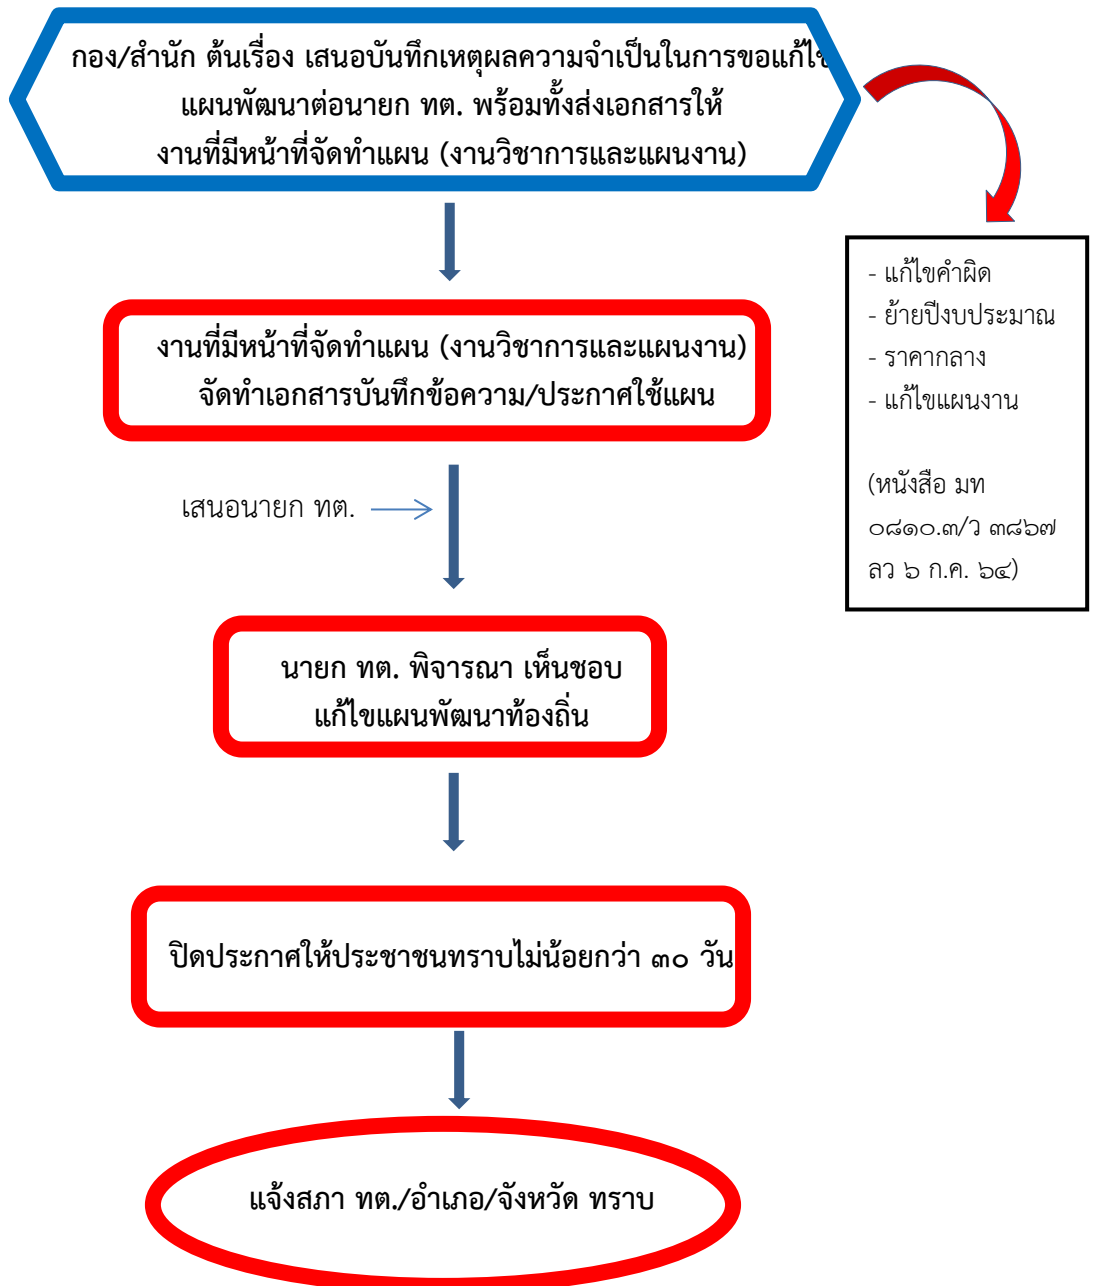 กอง/สำนัก ต้นเรื่อง เสนอบันทึกเหตุผลความจำเป็นในการขอแก้ไข
แผนพัฒนาต่อนายก ทต. พร้อมทั้งส่งเอกสารให้
งานที่มีหน้าที่จัดทำแผน (งานวิชาการและแผนงาน)
- แก้ไขคำผิด
- ย้ายปีงบประมาณ
- ราคากลาง
- แก้ไขแผนงาน
(หนังสือ มท
๐๘๑๐.๓/ว ๓๘๖๗
ลว ๖ ก.ค. ๖๔)
งานที่มีหน้าที่จัดทำแผน (งานวิชาการและแผนงาน)
จัดทำเอกสารบันทึกข้อความ/ประกาศใช้แผน
เสนอนายก ทต.
นายก ทต. พิจารณา เห็นชอบ
แก้ไขแผนพัฒนาท้องถิ่น
ปิดประกาศให้ประชาชนทราบไม่น้อยกว่า ๓๐ วัน
แจ้งสภา ทต./อำเภอ/จังหวัด ทราบ